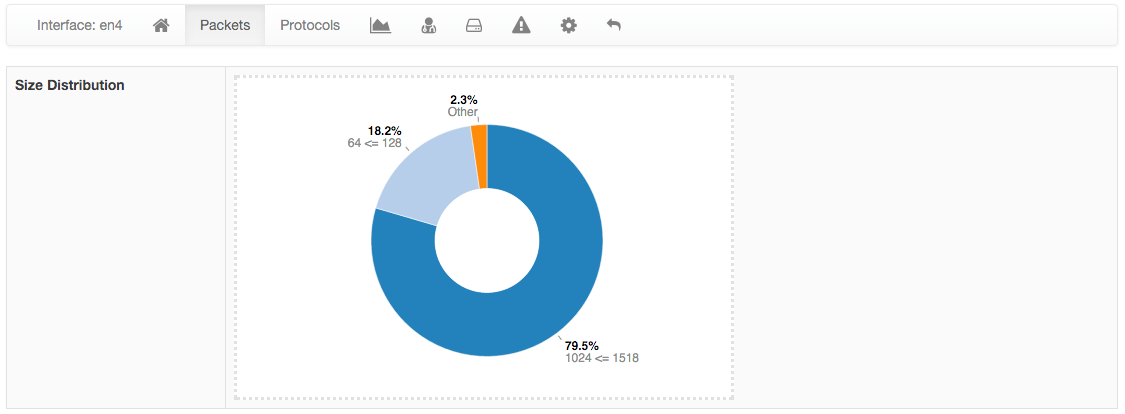 Interface: en4
Packets
Protocols
Size Distribution
2.3%
Other
18.2%
64 <= 128
79.5%
1024 <= 1518